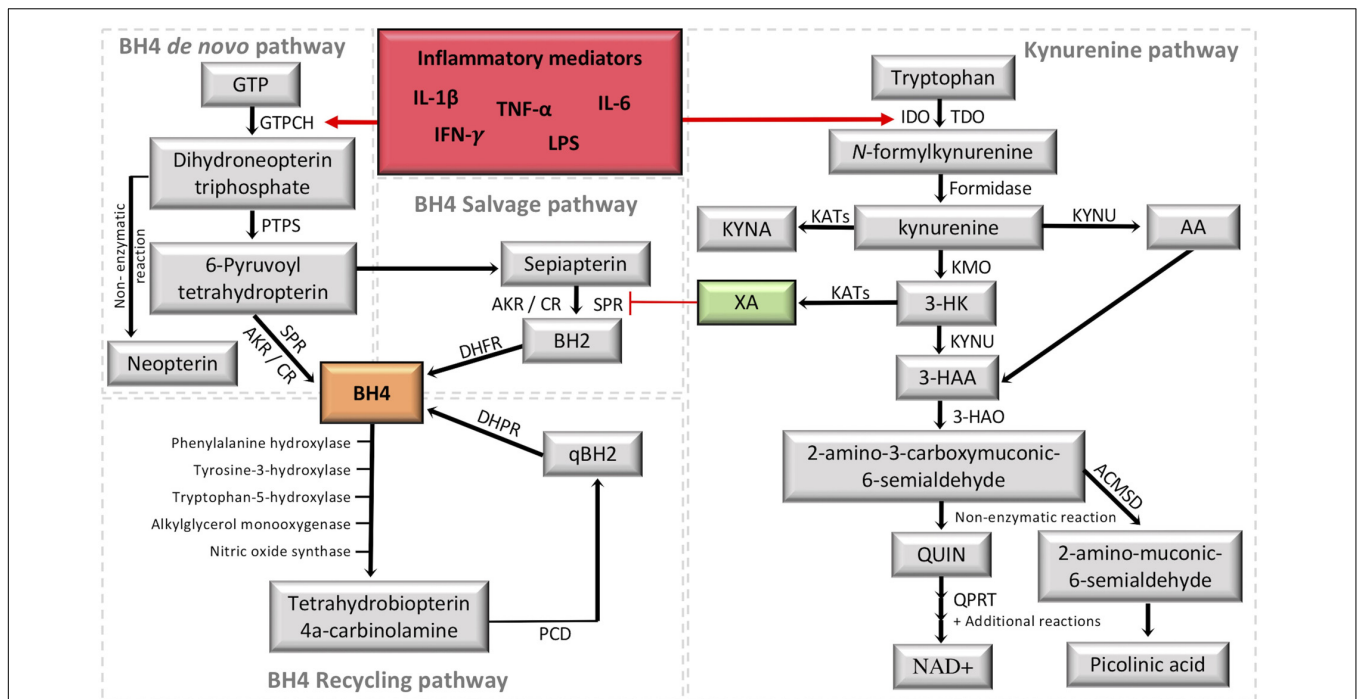 BH4 de novo pathway
GTP
GTPCH
Dihydroneopterin
triphosphate
Non- enzymatic
reaction
PTPS
6-Pyruvoyl
tetrahydropterin
SPR
AKR / CR
Neopterin
Inflammatory mediators
IL-1β
TNF-α
IL-6
IFN-γ
LPS
BH4 Salvage pathway
Sepiapterin
AKR / CR
SPR
BH2
DHFR
BH4
Phenylalanine hydroxylase
Tyrosine-3-hydroxylase
Tryptophan-5-hydroxylase
Alkylglycerol monooxygenase
Nitric oxide synthase
DHPR
qBH2
Tetrahydrobiopterin
4a-carbinolamine
PCD
BH4 Recycling pathway
Kynurenine pathway
Tryptophan
IDO
TDO
N-formylkynurenine
Formidase
KYNA
KATs
kynurenine
KYNU
AA
KMO
XA
KATs
3-HK
KYNU
3-HAA
3-HAO
2-amino-3-carboxymuconic-
6-semialdehyde
ACMSD
Non-enzymatic reaction
QUIN
2-amino-muconic-
6-semialdehyde
QPRT
+ Additional reactions
NAD+
Picolinic acid